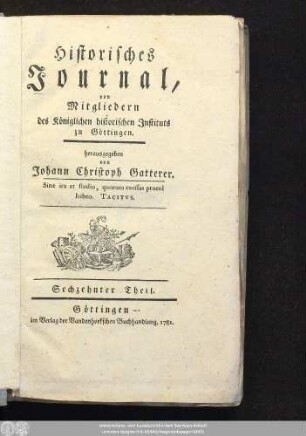 Historisches
Journal,
von
Mitgliedern
des Königlichen historischen Instituts
zu Göttingen.
herausgegeben
von
Johann Christoph Gatterer.
Sine ira et studio, quorum caussas procul
habeo. TACITVS.
Sechzehnter Theil.
Göttingen
im Verlag der Vandenhoekschen Buchhandlung, 1781.